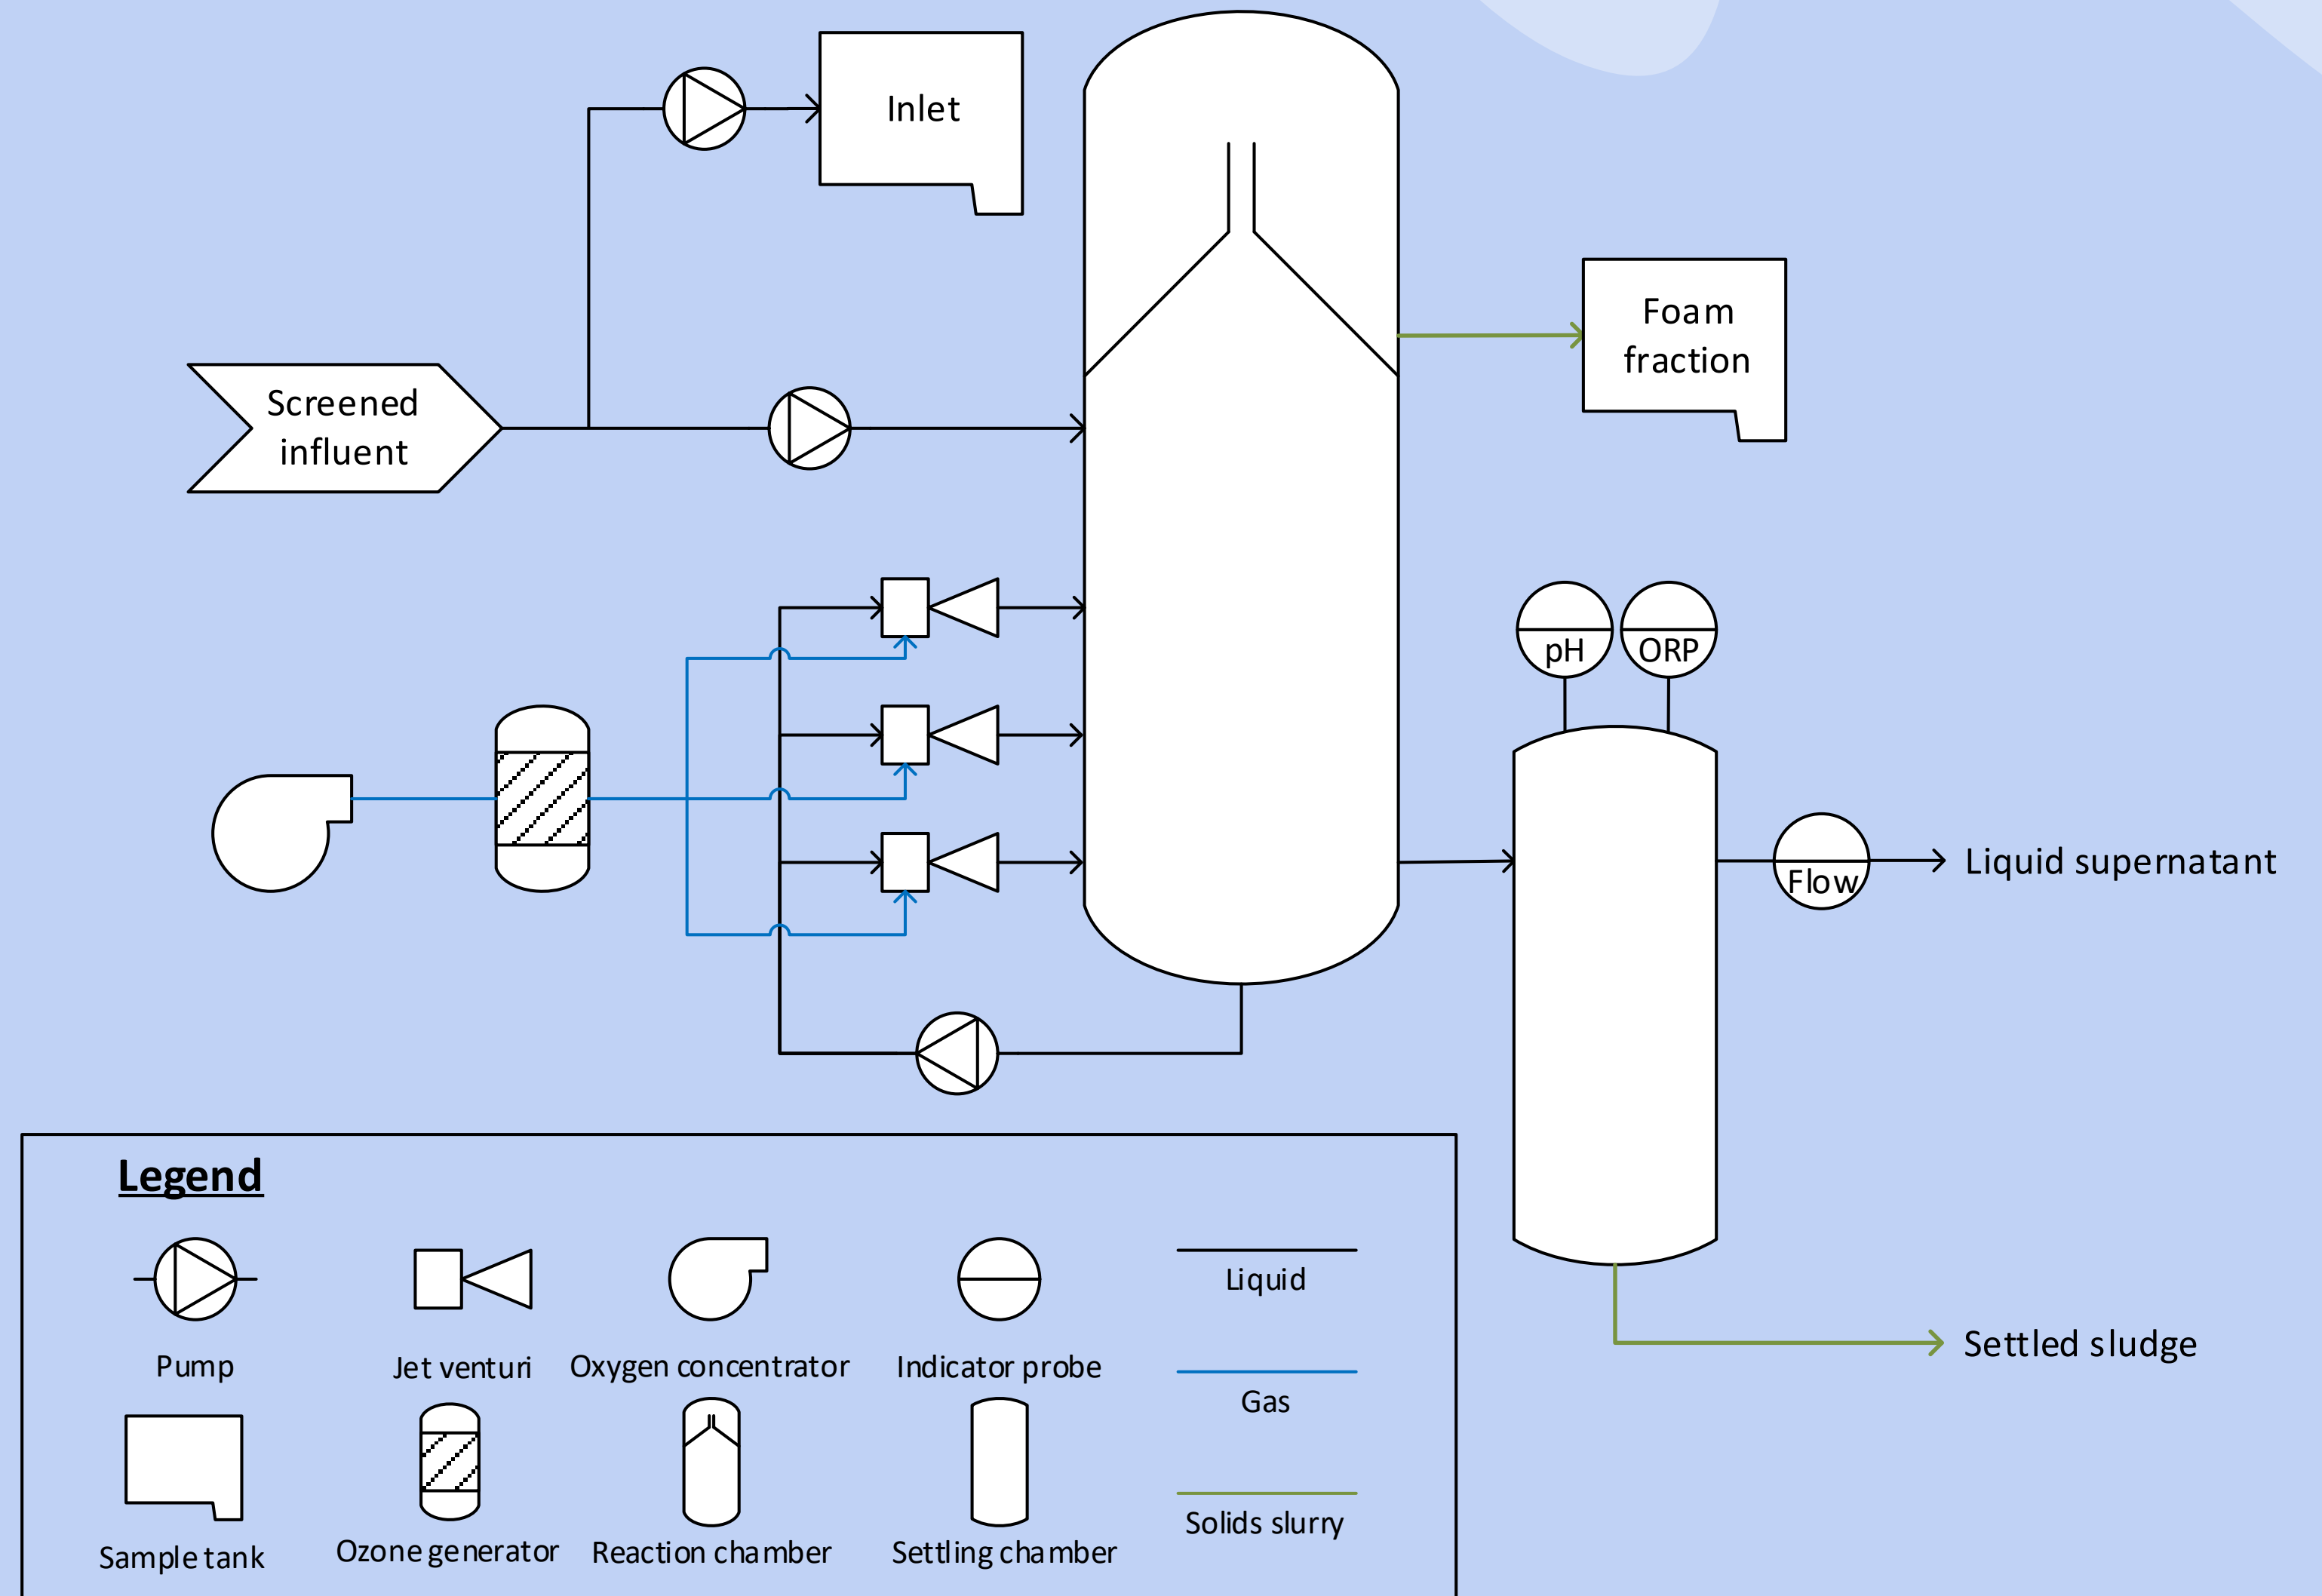 Inlet
Foam
fraction
Screened
influent
pH
ORP
Liquid supernatant
Flow
Legend
Liquid
Pump
Jet venturi
Oxygen concentrator
Indicator probe
Gas
Settled sludge
Solids slurry
Sample tank
Ozone generator
Reaction chamber
Settling chamber